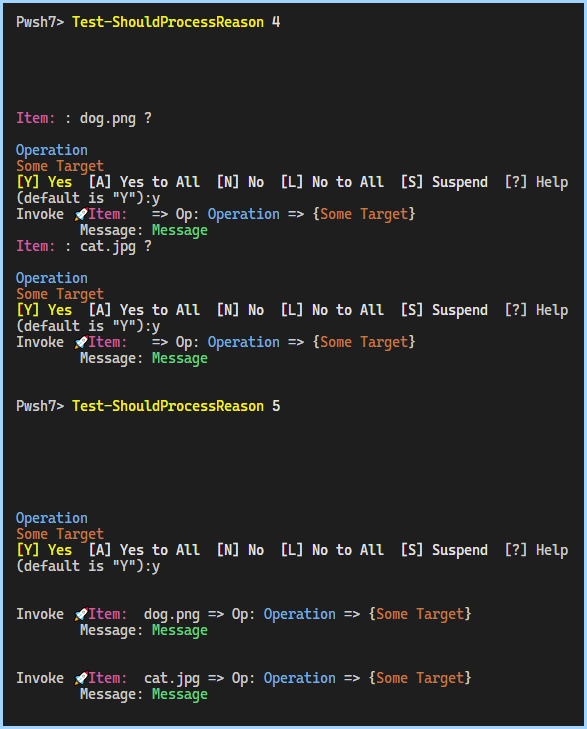 Pwsh7> Test-ShouldProcessReason 4
Item: : dog.png ?
Operation
Some Target
[Y] Yes  [A] Yes to All  [N] No  [L] No to All  [S] Suspend  [?] Help
(default is "Y"):y
Invoke 🚀Item:   => Op: Operation => {Some Target}
Message: Message
Item: : cat.jpg ?
Operation
Some Target
[Y] Yes  [A] Yes to All  [N] No  [L] No to All  [S] Suspend  [?] Help
(default is "Y"):y
Invoke 🚀Item:   => Op: Operation => {Some Target}
Message: Message
Pwsh7> Test-ShouldProcessReason 5
Operation
Some Target
[Y] Yes  [A] Yes to All  [N] No  [L] No to All  [S] Suspend  [?] Help
(default is "Y"):y
Invoke 🚀Item:  dog.png => Op: Operation => {Some Target}
Message: Message
Invoke 🚀Item:  cat.jpg => Op: Operation => {Some Target}
Message: Message